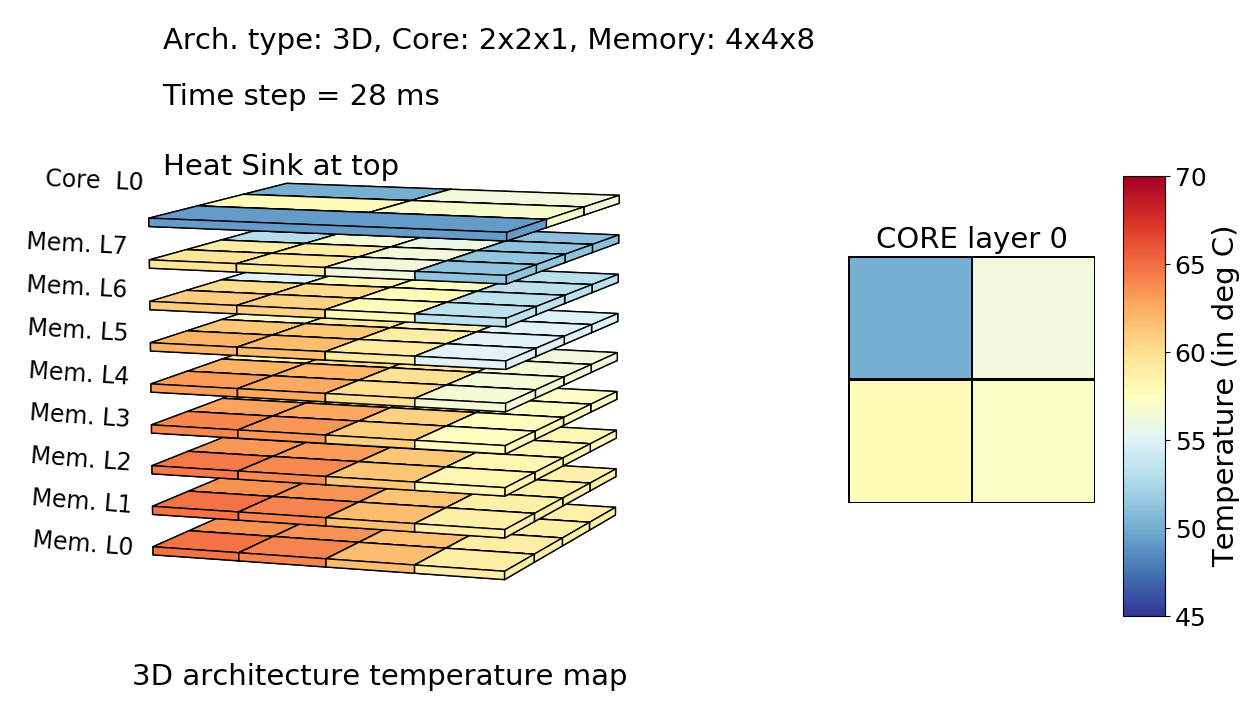 Arch. type: 3D, Core: 2x2x1, Memory: 4x4x8
Time step = 28 ms
Heat Sink at top
Core  L0
Mem. L7
Mem. L6
Mem. L5
Mem. L4
Mem. L3
Mem. L2
Mem. L1
Mem. L0
3D architecture temperature map
CORE layer 0
70
65
60
55
50
45
Temperature (in deg C)